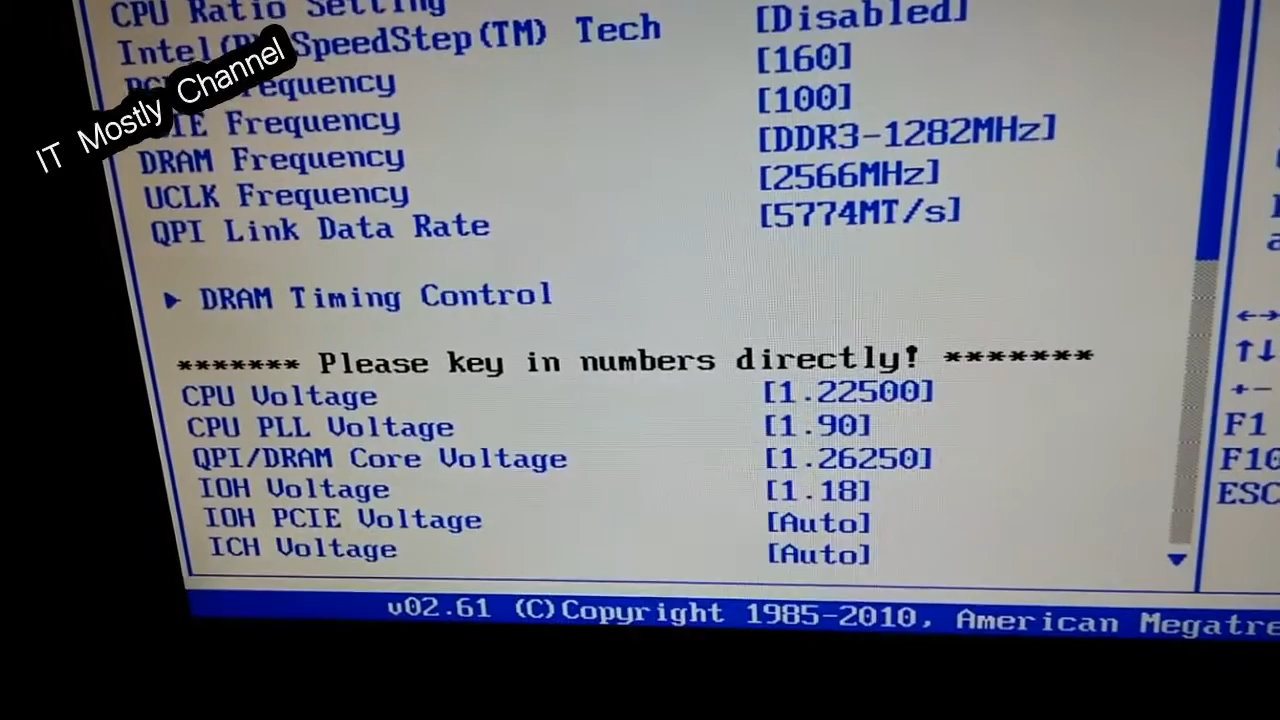 CPU Ratio Setting
Intel SpeedStep(TM) Tech [Disabled]
[160]
PCIE Frequency [100]
DRAM Frequency [DDR3-1282MHz]
UCLK Frequency [2566MHz]
QPI Link Data Rate [5774MT/s]
IT Mostly Channel
DRAM Timing Control
******* Please key in numbers directly! *******
CPU Voltage [1.22500]
CPU PLL Voltage [1.90]
QPI/DRAM Core Voltage [1.26250]
IOH Voltage [1.18]
IOH PCIE Voltage [Auto]
ICH Voltage [Auto]
F1
F10
ESC
v02.61 (C)Copyright 1985-2010, American Megatre